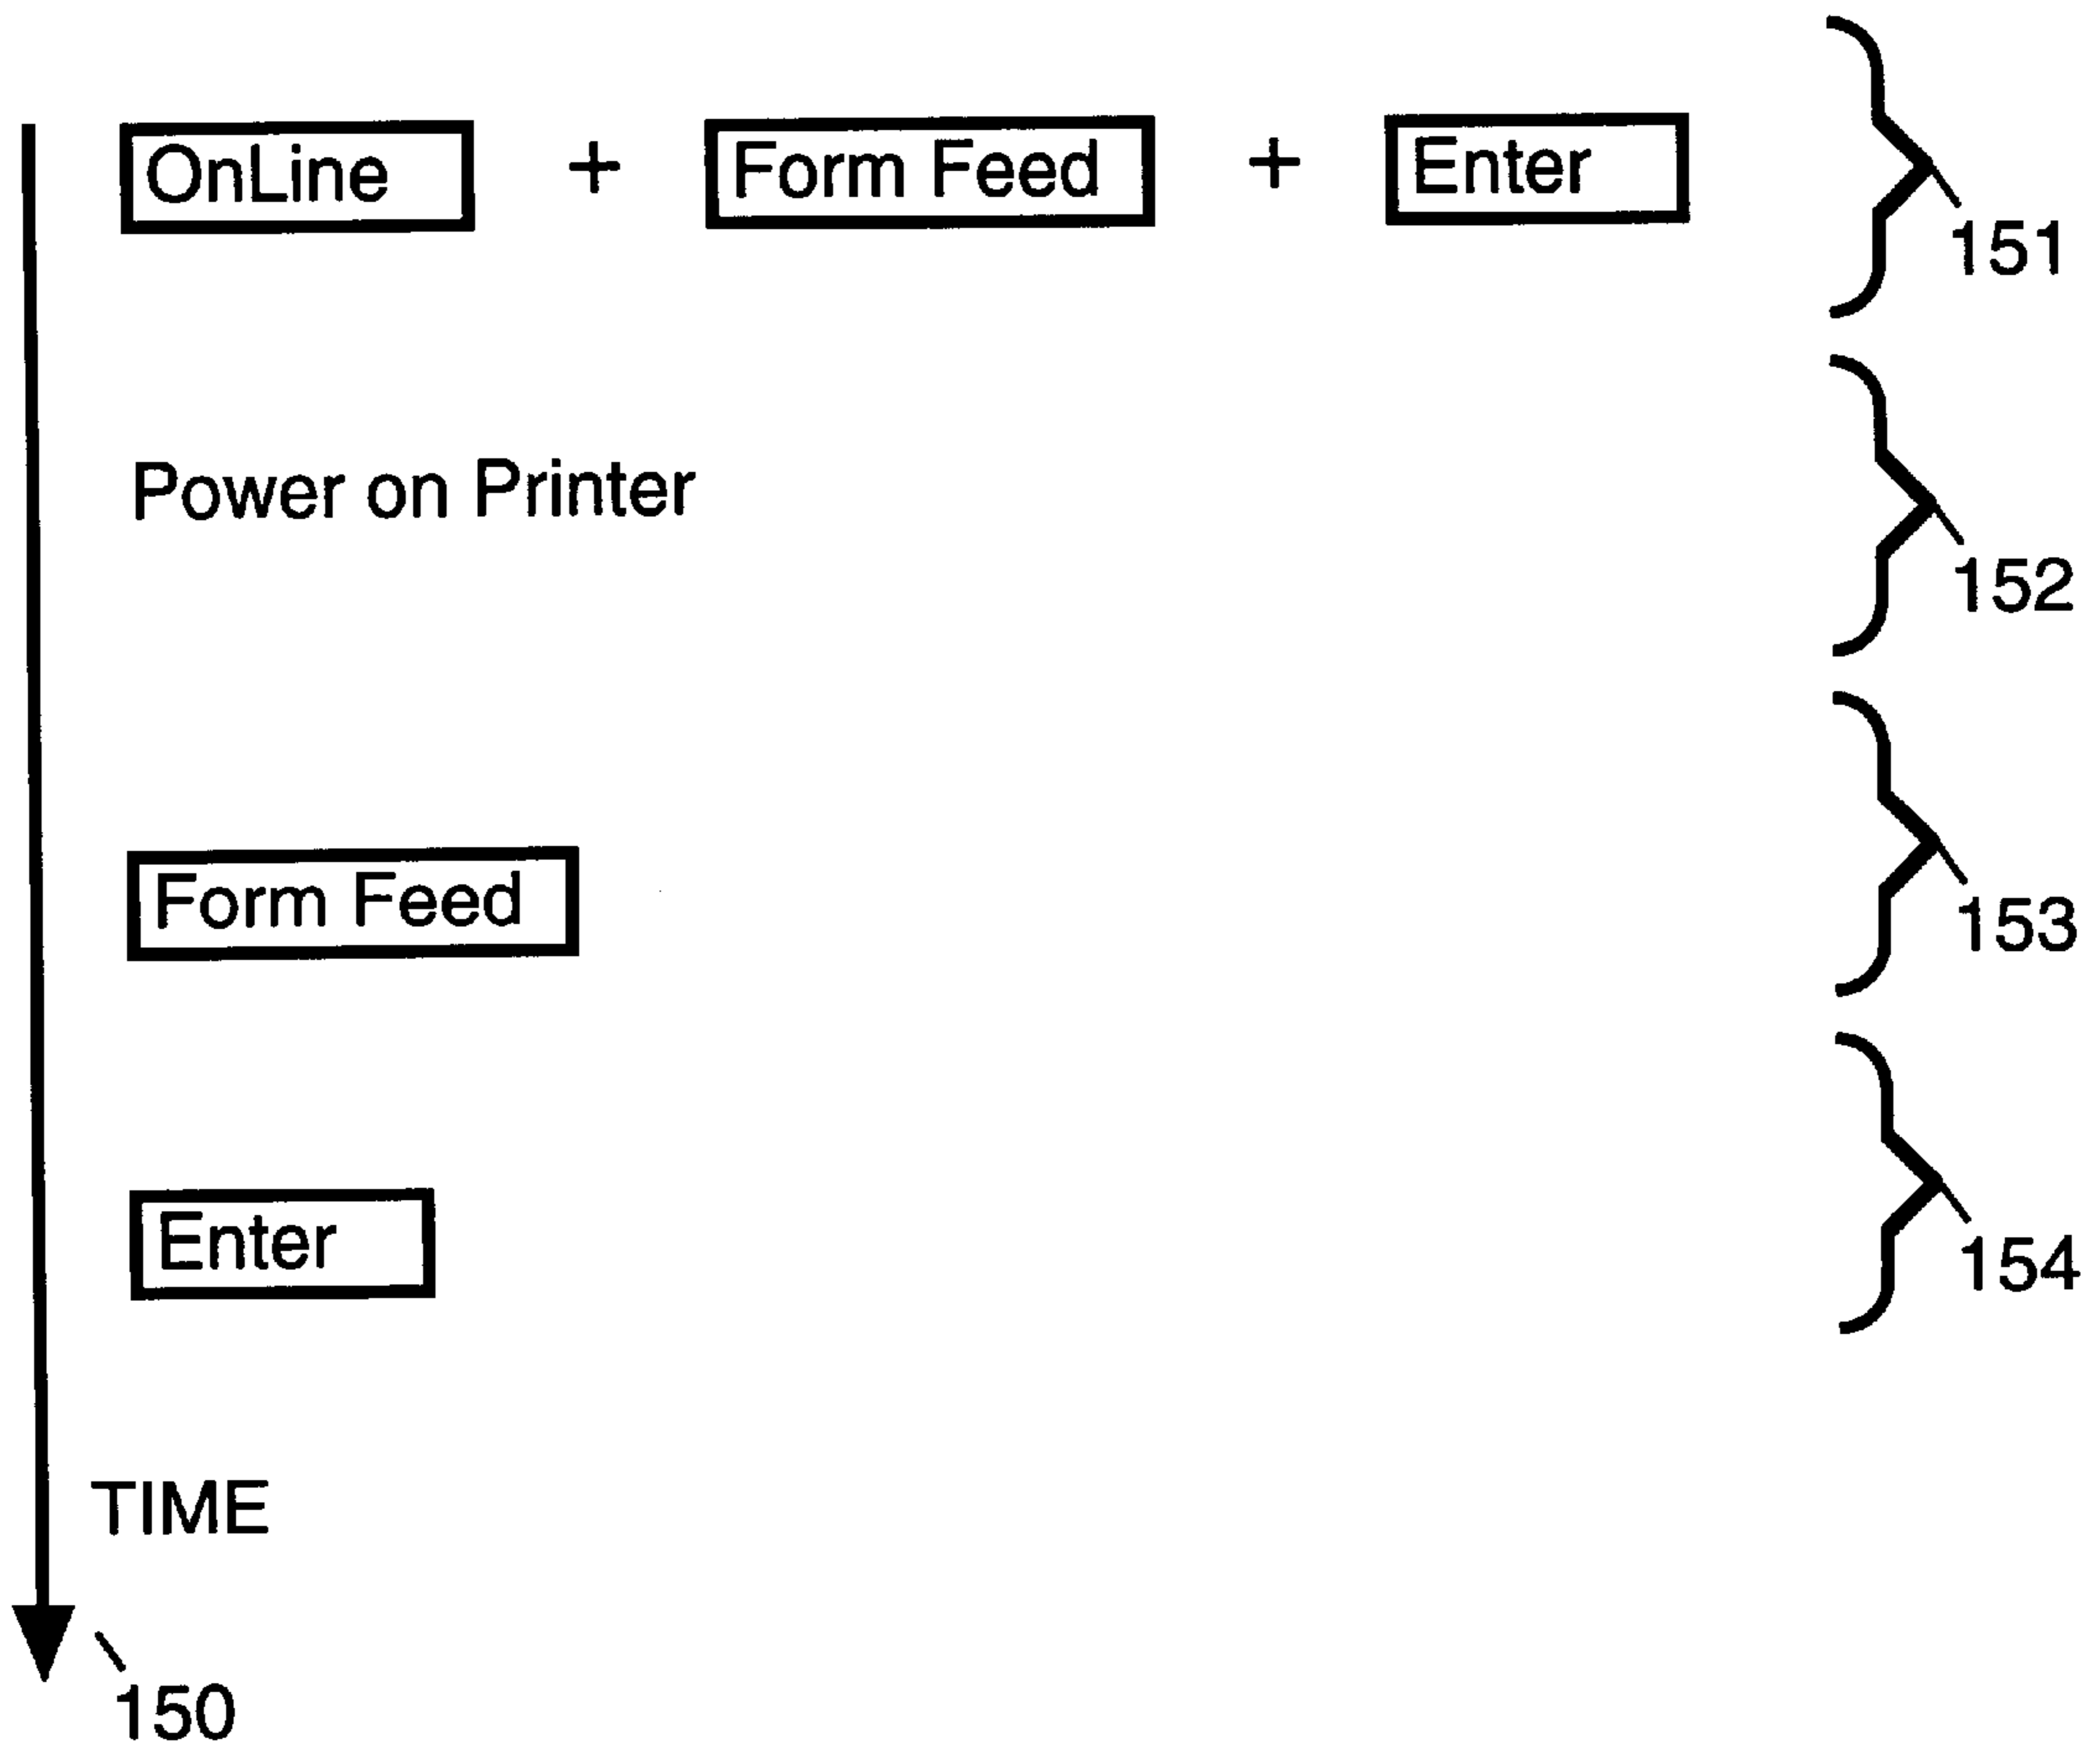 OnLine + Form Feed + Enter
151
Power on Printer
152
Form Feed
153
Enter
154
TIME
150